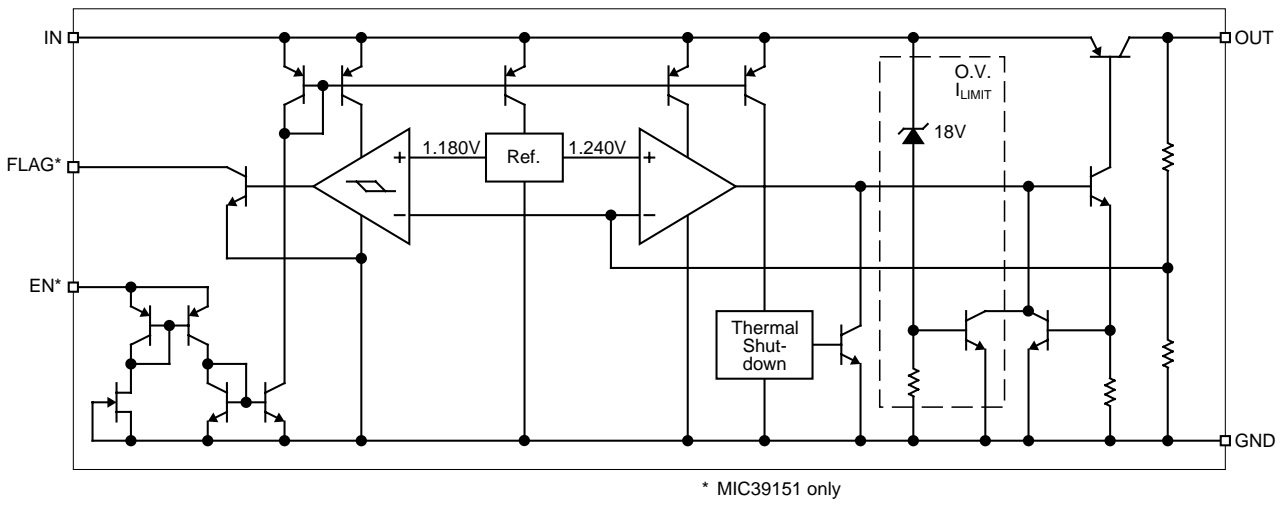 IN
OUT
O.V.
ILIMIT
18V
FLAG*
+
1.180V
Ref.
1.240V
+
−
−
EN*
Thermal
Shut-
down
GND
* MIC39151 only